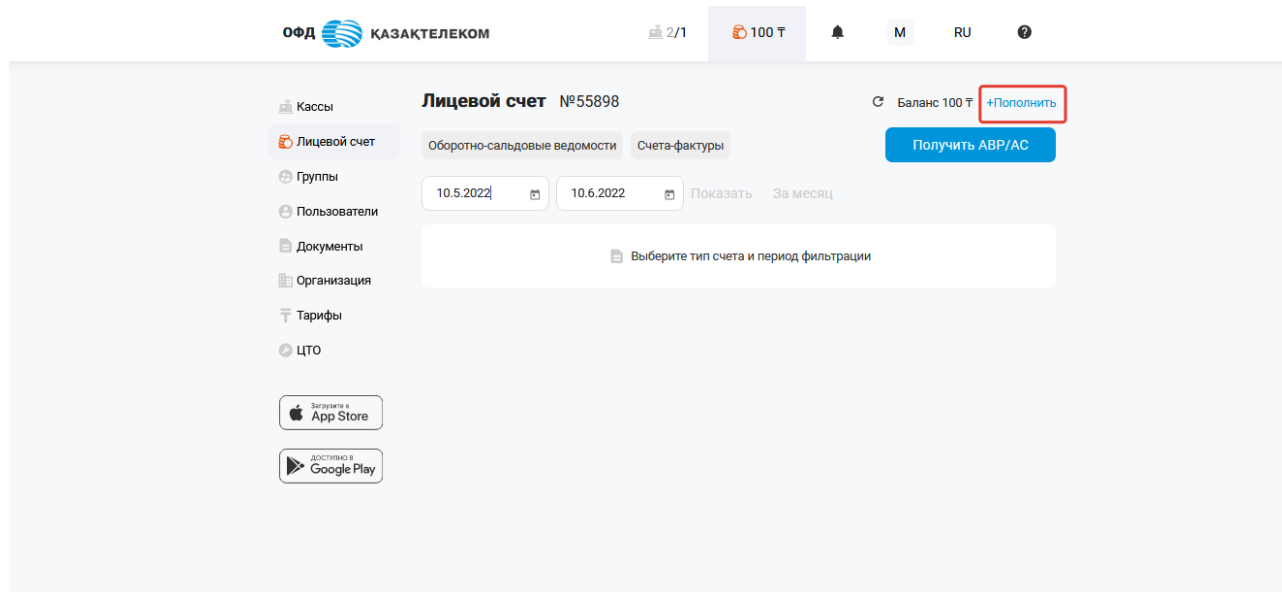 ОФД ҚАЗАҚТЕЛЕКОМ 2/1 100 ₸ M RU ?
Кассы
Лицевой счет
Группы
Пользователи
Документы
Организация
Тарифы
ЦТО
Загрузите в
App Store
ДОСТУПНО В
Google Play
Лицевой счет №55898 Баланс 100 ₸ +Пополнить
Оборотно-сальдовые ведомости Счета-фактуры Получить АВР/АС
10.5.2022 10.6.2022 Показать За месяц
Выберите тип счета и период фильтрации